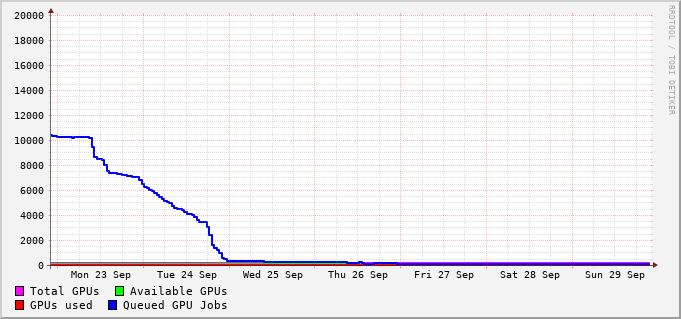 20000
18000
16000
14000
12000
10000
8000
6000
4000
2000
0
Mon 23 Sep Tue 24 Sep Wed 25 Sep Thu 26 Sep Fri 27 Sep Sat 28 Sep Sun 29 Sep
Total GPUs Available GPUs
GPUs used Queued GPU Jobs
RRDTOOL / TOBI OETIKER